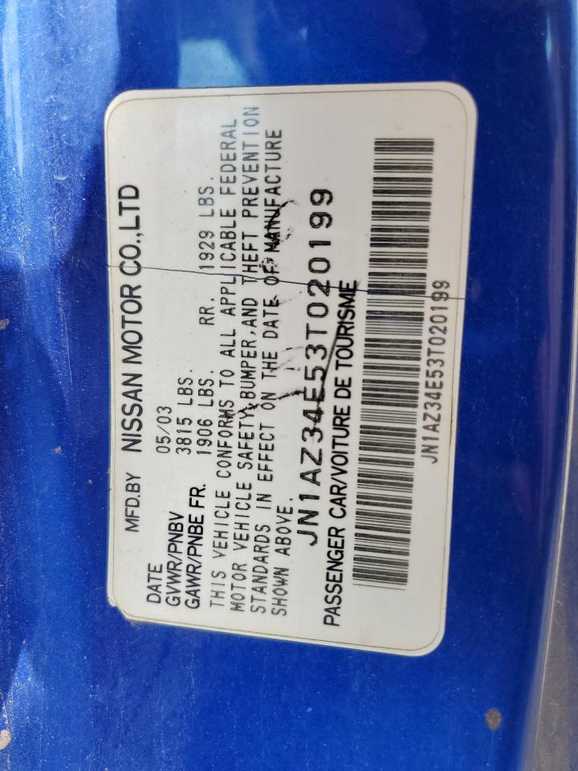 MFD.BY NISSAN MOTOR CO.,LTD
DATE 05/03
GVWR/PNBV 3815 LBS.
GAWR/PNBE FR. 1906 LBS. RR. 1929 LBS.
THIS VEHICLE CONFORMS TO ALL APPLICABLE FEDERAL
MOTOR VEHICLE SAFETY,BUMPER,AND THEFT PREVENTION
STANDARDS IN EFFECT ON THE DATE OF MANUFACTURE
SHOWN ABOVE.
JN1AZ34E53T020199
PASSENGER CAR/VOITURE DE TOURISME
JN1AZ34E53T020199